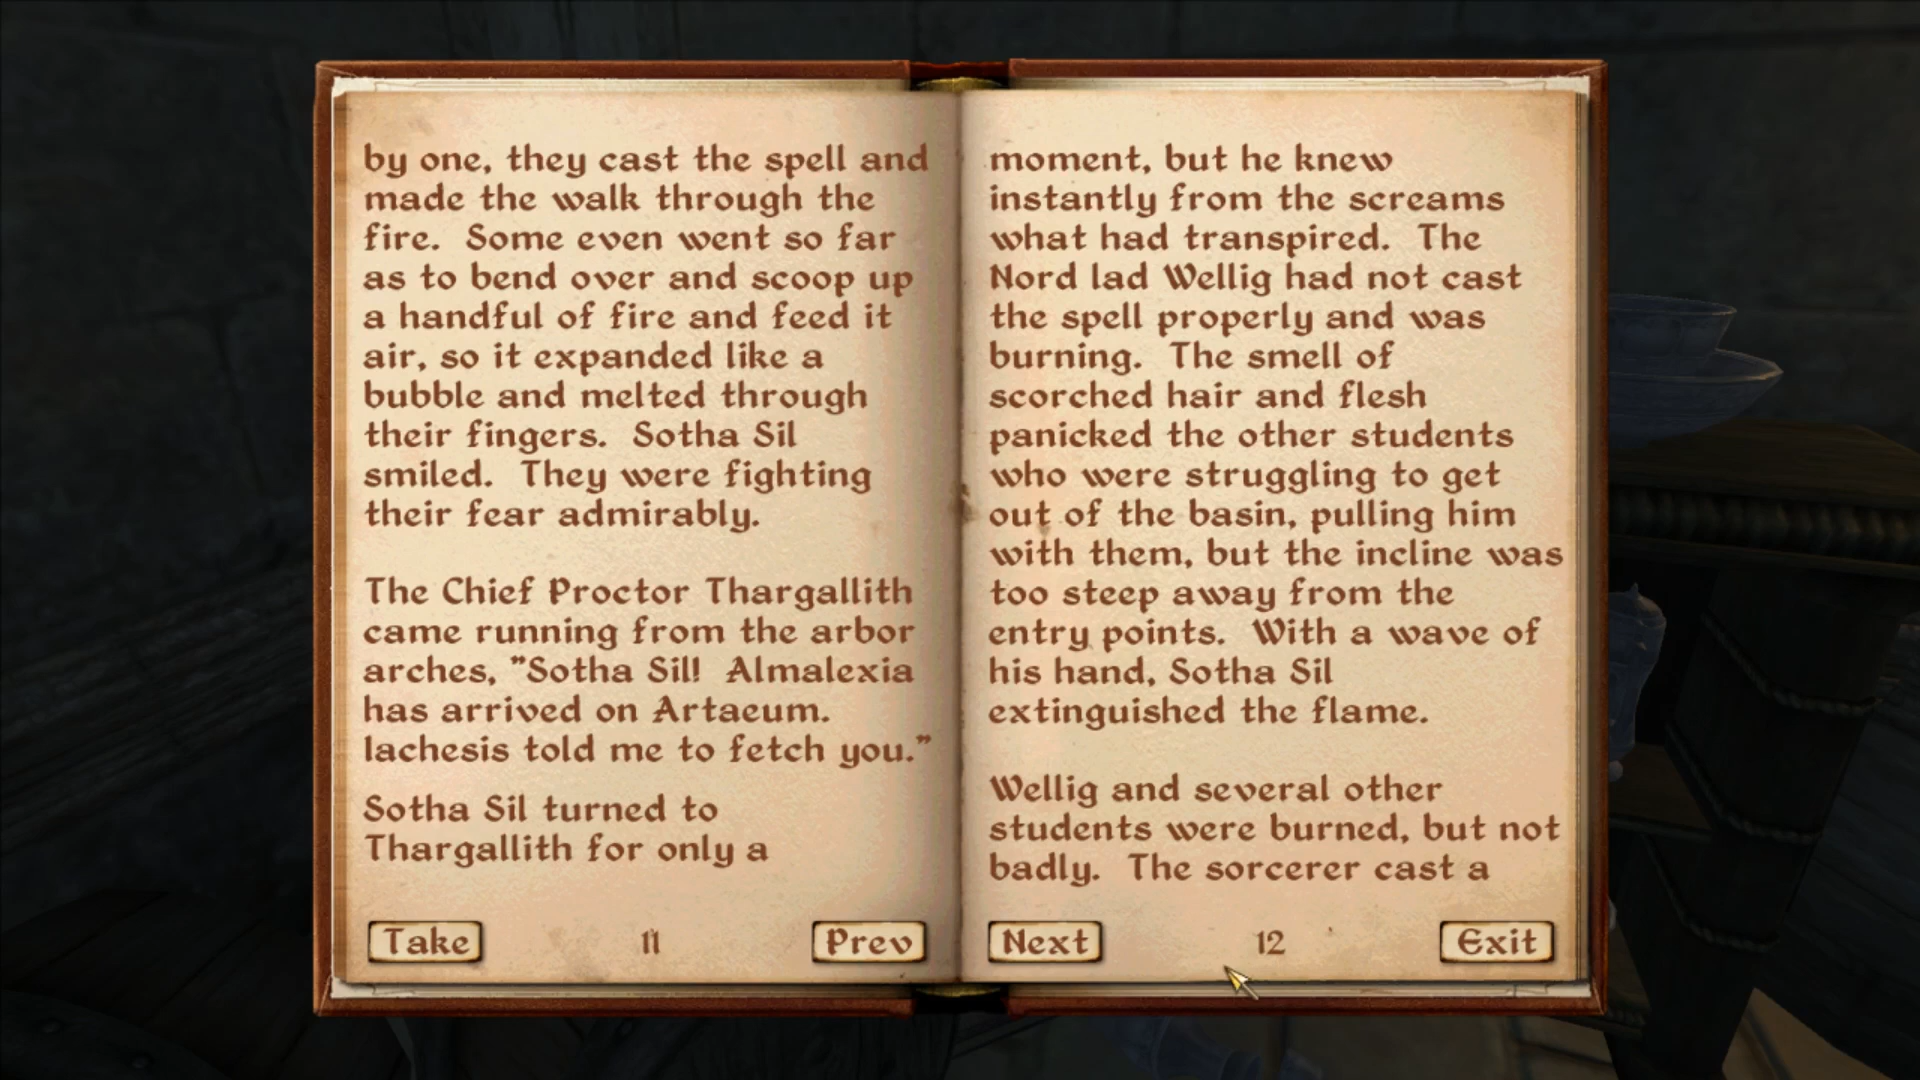 by one, they cast the spell and
made the walk through the
fire.  Some even went so far
as to bend over and scoop up
a handful of fire and feed it
air, so it expanded like a
bubble and melted through
their fingers.  Sotha Sil
smiled.  They were fighting
their fear admirably.
The Chief Proctor Thargallith
came running from the arbor
arches, "Sotha Sil!  Almalexia
has arrived on Artaeum.
Iachesis told me to fetch you."
Sotha Sil turned to
Thargallith for only a
Take
11
Prev
moment, but he knew
instantly from the screams
what had transpired.  The
Nord lad Wellig had not cast
the spell properly and was
burning.  The smell of
scorched hair and flesh
panicked the other students
who were struggling to get
out of the basin, pulling him
with them, but the incline was
too steep away from the
entry points.  With a wave of
his hand, Sotha Sil
extinguished the flame.
Wellig and several other
students were burned, but not
badly.  The sorcerer cast a
Next
12
Exit